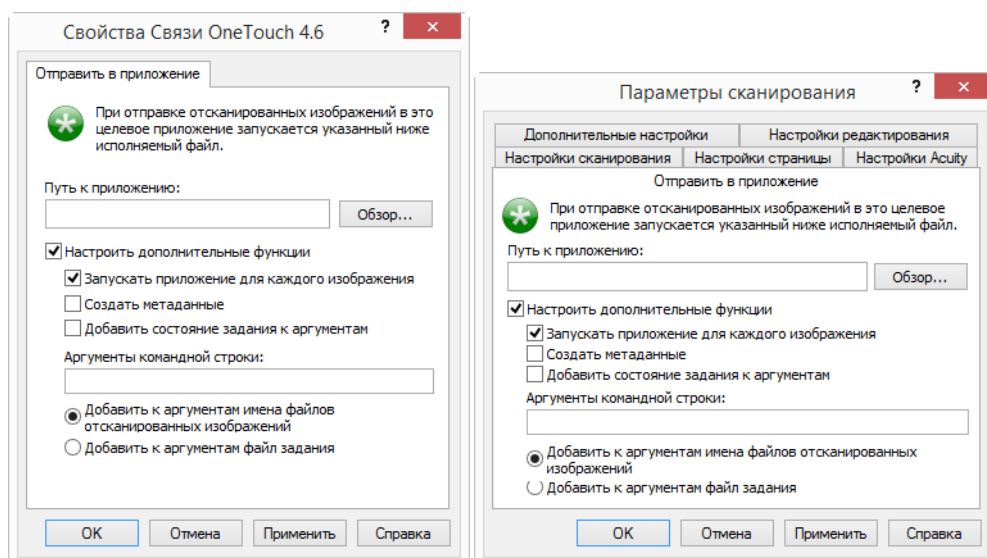 Свойства Связи OneTouch 4.6
?
×
Отправить в приложение
При отправке отсканированных изображений в это
целевое приложение запускается указанный ниже
исполняемый файл.
Путь к приложению:
Обзор...
Настроить дополнительные функции
Запускать приложение для каждого изображения
Создать метаданные
Добавить состояние задания к аргументам
Аргументы командной строки:
Добавить к аргументам имена файлов
отсканированных изображений
Добавить к аргументам файл задания
OK
Отмена
Применить
Справка
Параметры сканирования
?
×
Дополнительные настройки
Настройки редактирования
Настройки сканирования
Настройки страницы
Настройки Acuity
Отправить в приложение
При отправке отсканированных изображений в это целевое
приложение запускается указанный ниже исполняемый файл.
Путь к приложению:
Обзор...
Настроить дополнительные функции
Запускать приложение для каждого изображения
Создать метаданные
Добавить состояние задания к аргументам
Аргументы командной строки:
Добавить к аргументам имена файлов отсканированных
изображений
Добавить к аргументам файл задания
OK
Отмена
Применить
Справка